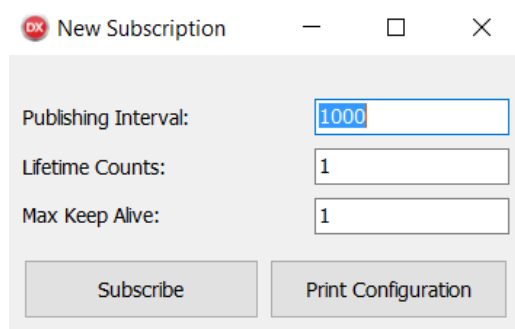 DX New Subscription
Publishing Interval: 1000
Lifetime Counts: 1
Max Keep Alive: 1
Subscribe Print Configuration